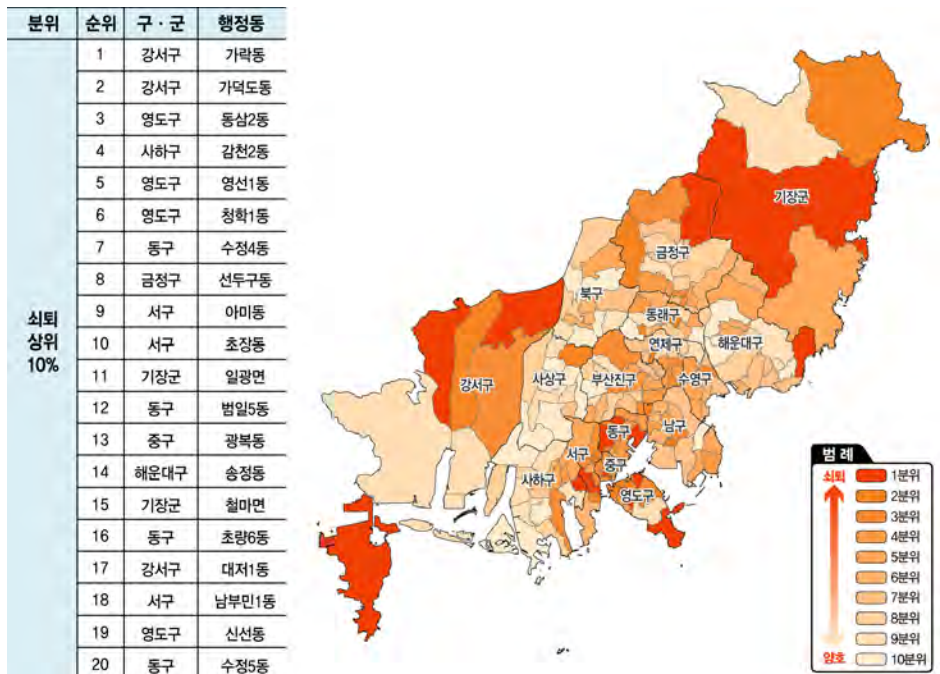 분위 순위 구·군 행정동
쇠퇴
상위
10%
1 강서구 가락동
2 강서구 가덕도동
3 영도구 동삼2동
4 사하구 감천2동
5 영도구 영선1동
6 영도구 청학1동
7 동구 수정4동
8 금정구 선두구동
9 서구 아미동
10 서구 초장동
11 기장군 일광면
12 동구 범일5동
13 중구 광복동
14 해운대구 송정동
15 기장군 철마면
16 동구 초량6동
17 강서구 대저1동
18 서구 남부민1동
19 영도구 신선동
20 동구 수정5동
기장군
금정구
북구
동래구
연제구
해운대구
강서구
사상구
부산진구
수영구
동구
남구
서구
중구
사하구
영도구
범례
쇠퇴
1분위
2분위
3분위
4분위
5분위
6분위
7분위
8분위
9분위
양호
10분위